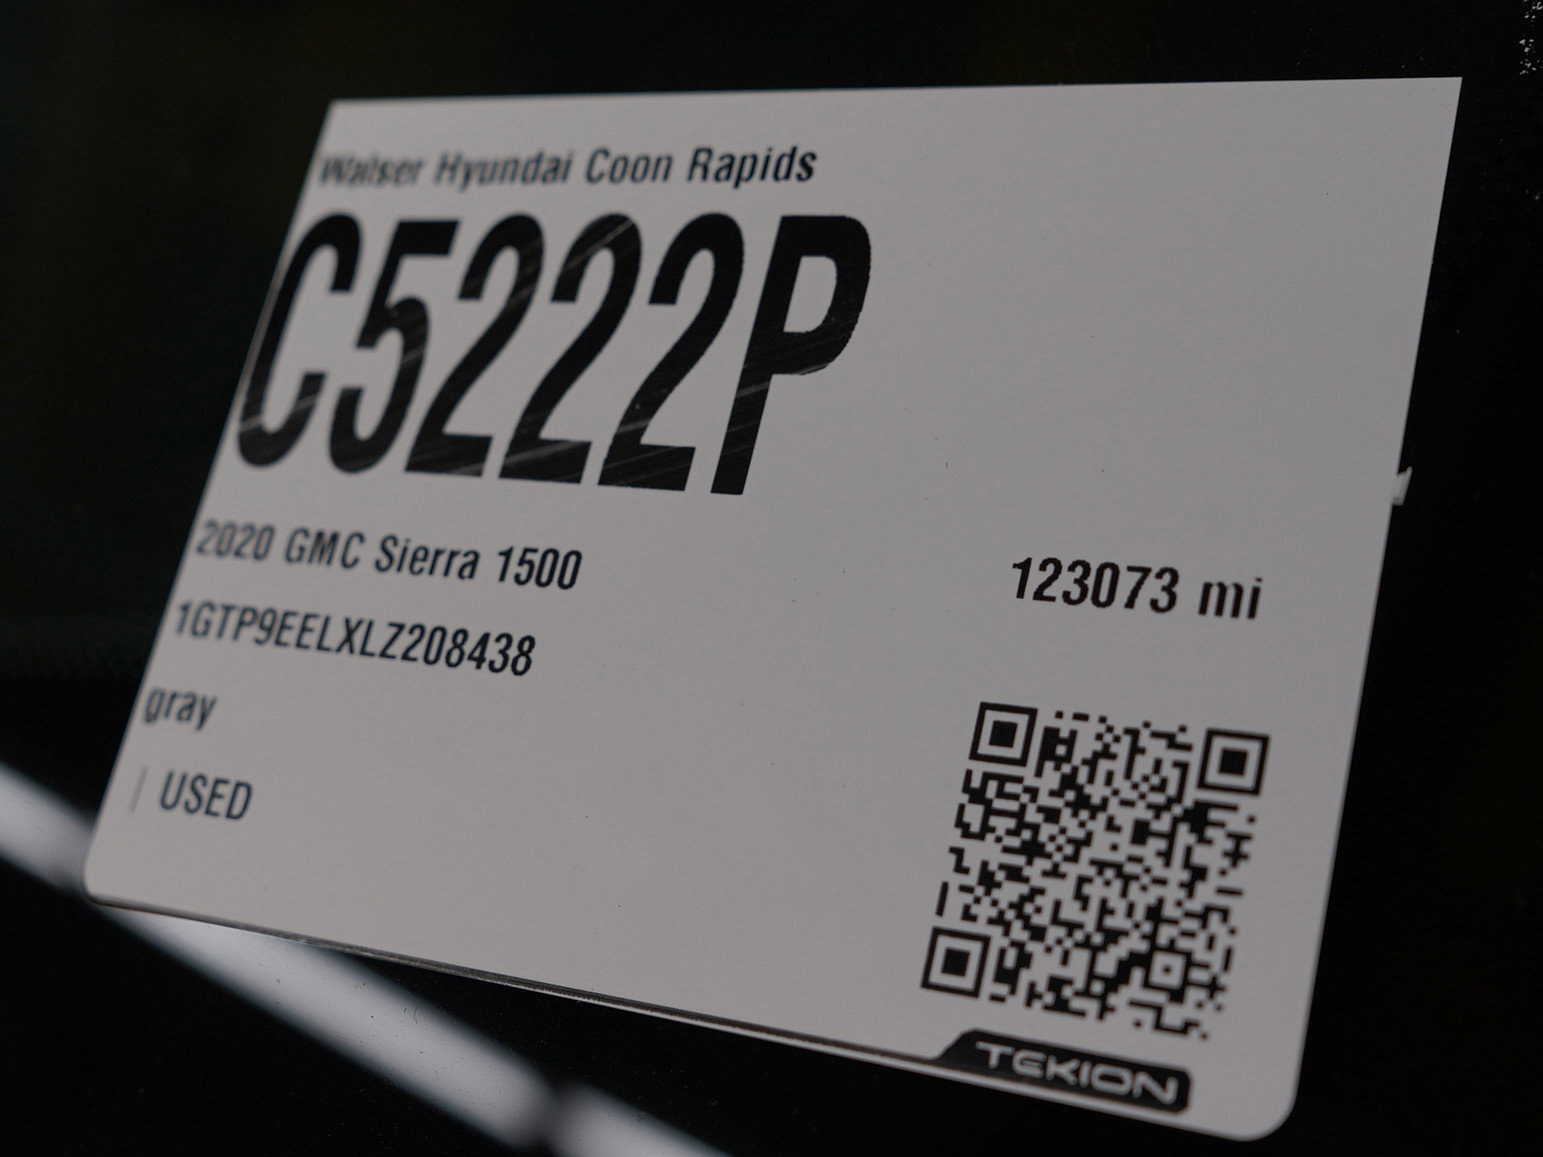 Walser Hyundai Coon Rapids
C5222P
2020 GMC Sierra 1500
123073 mi
1GTP9EELXLZ208438
gray
| USED
TEKION